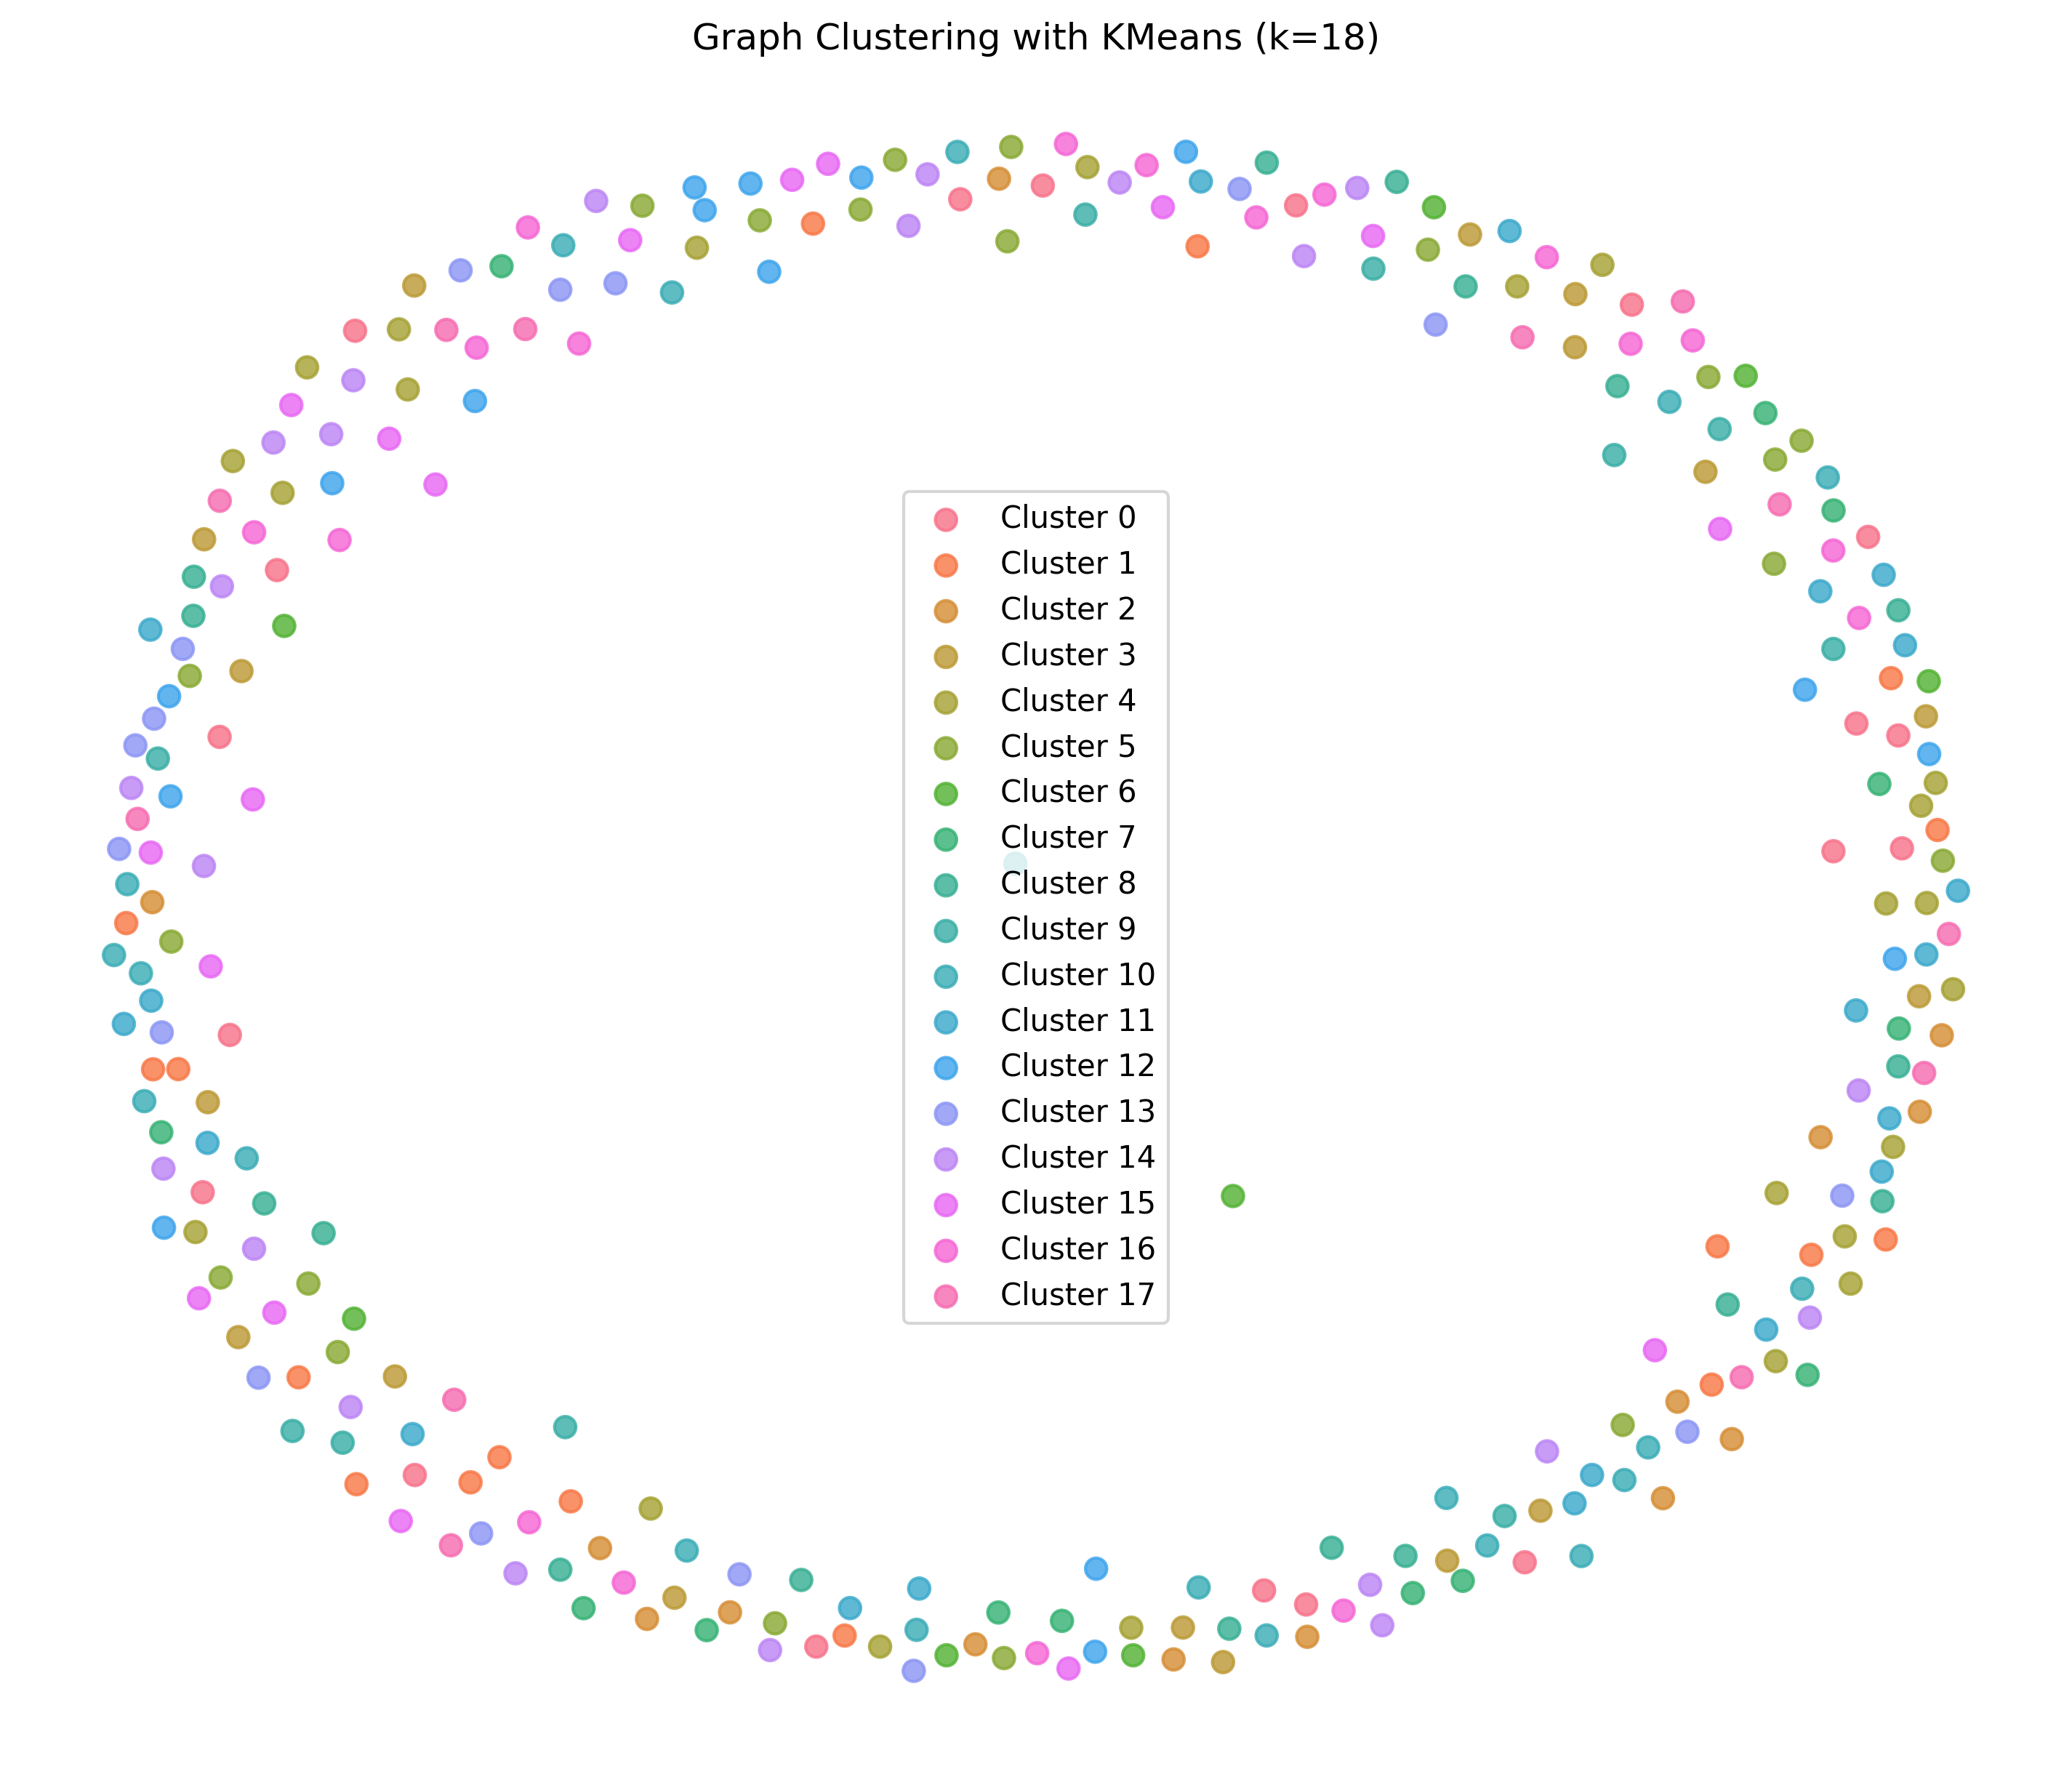 Graph Clustering with KMeans (k=18)
Cluster 0
Cluster 1
Cluster 2
Cluster 3
Cluster 4
Cluster 5
Cluster 6
Cluster 7
Cluster 8
Cluster 9
Cluster 10
Cluster 11
Cluster 12
Cluster 13
Cluster 14
Cluster 15
Cluster 16
Cluster 17